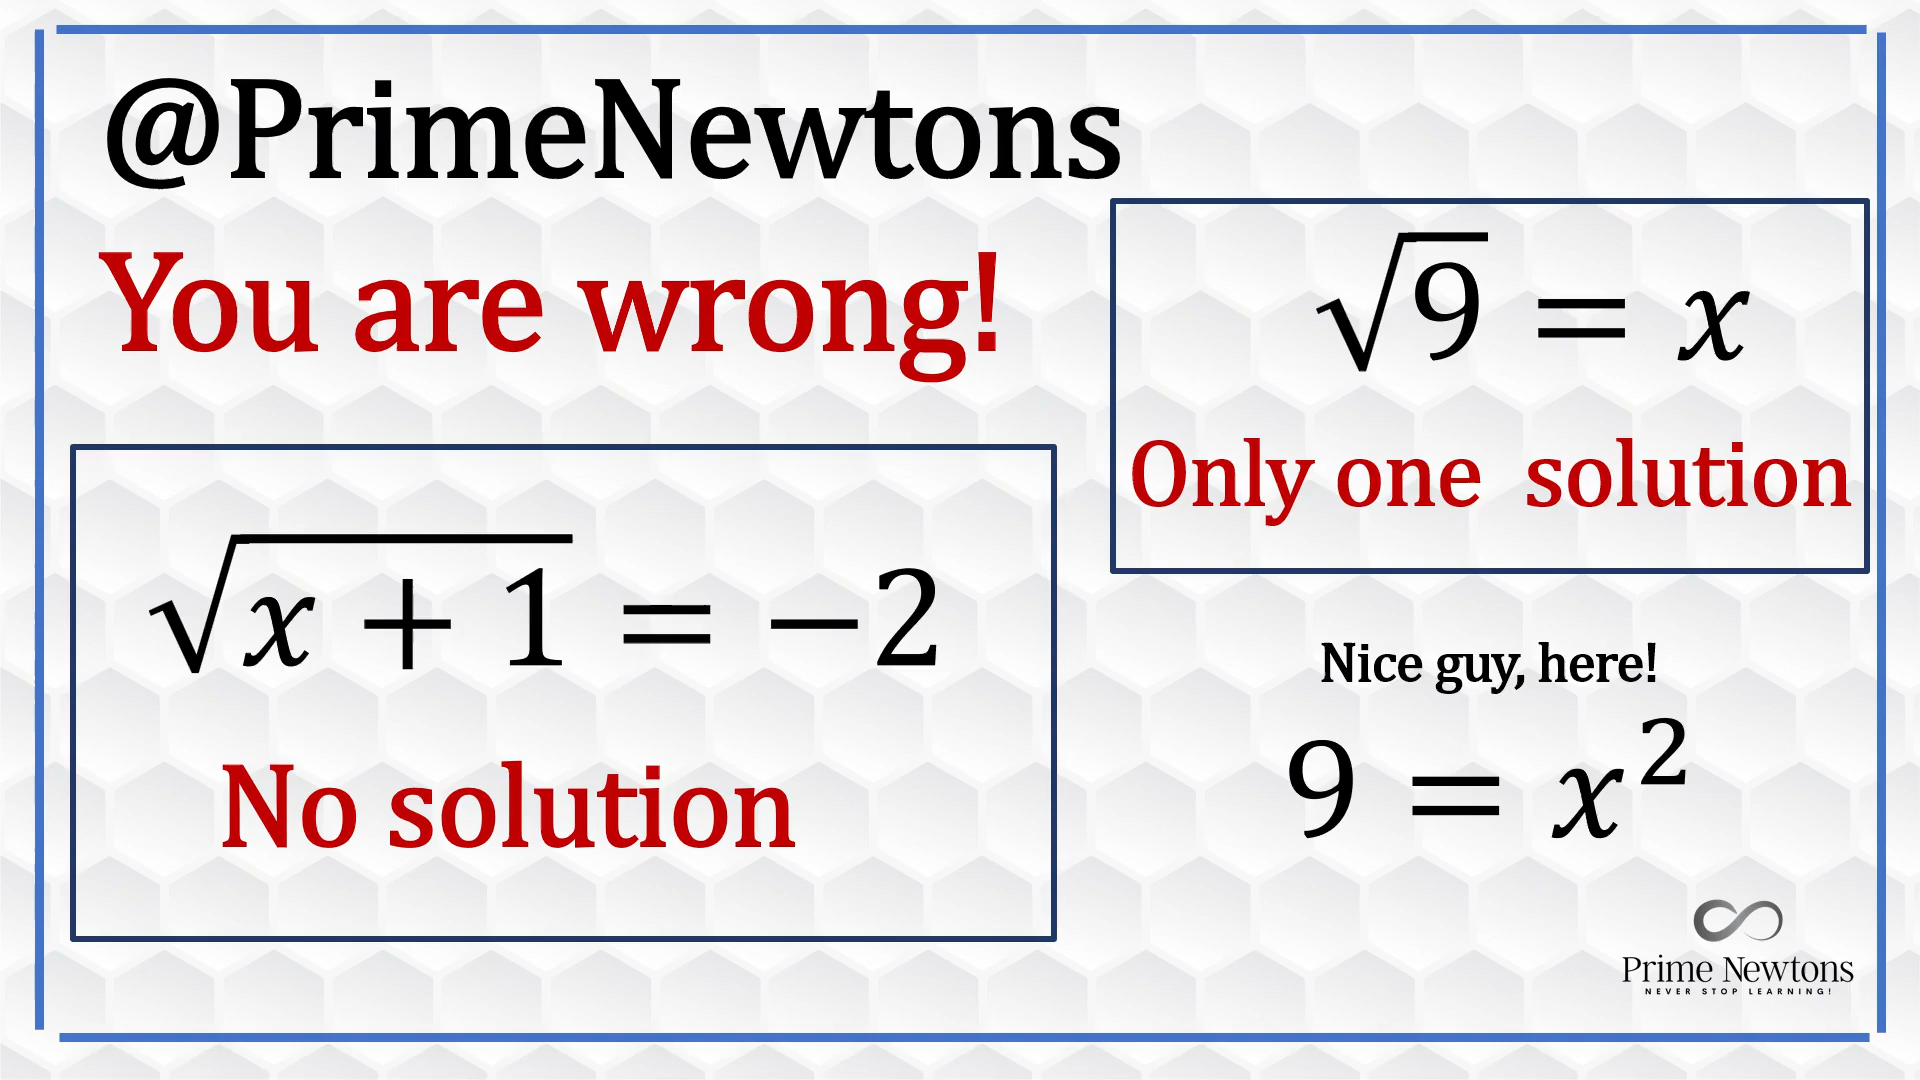 @PrimeNewtons
You are wrong!
√9 = x
Only one solution
√x + 1 = −2
No solution
Nice guy, here!
9 = x²
Prime Newtons
NEVER STOP LEARNING!